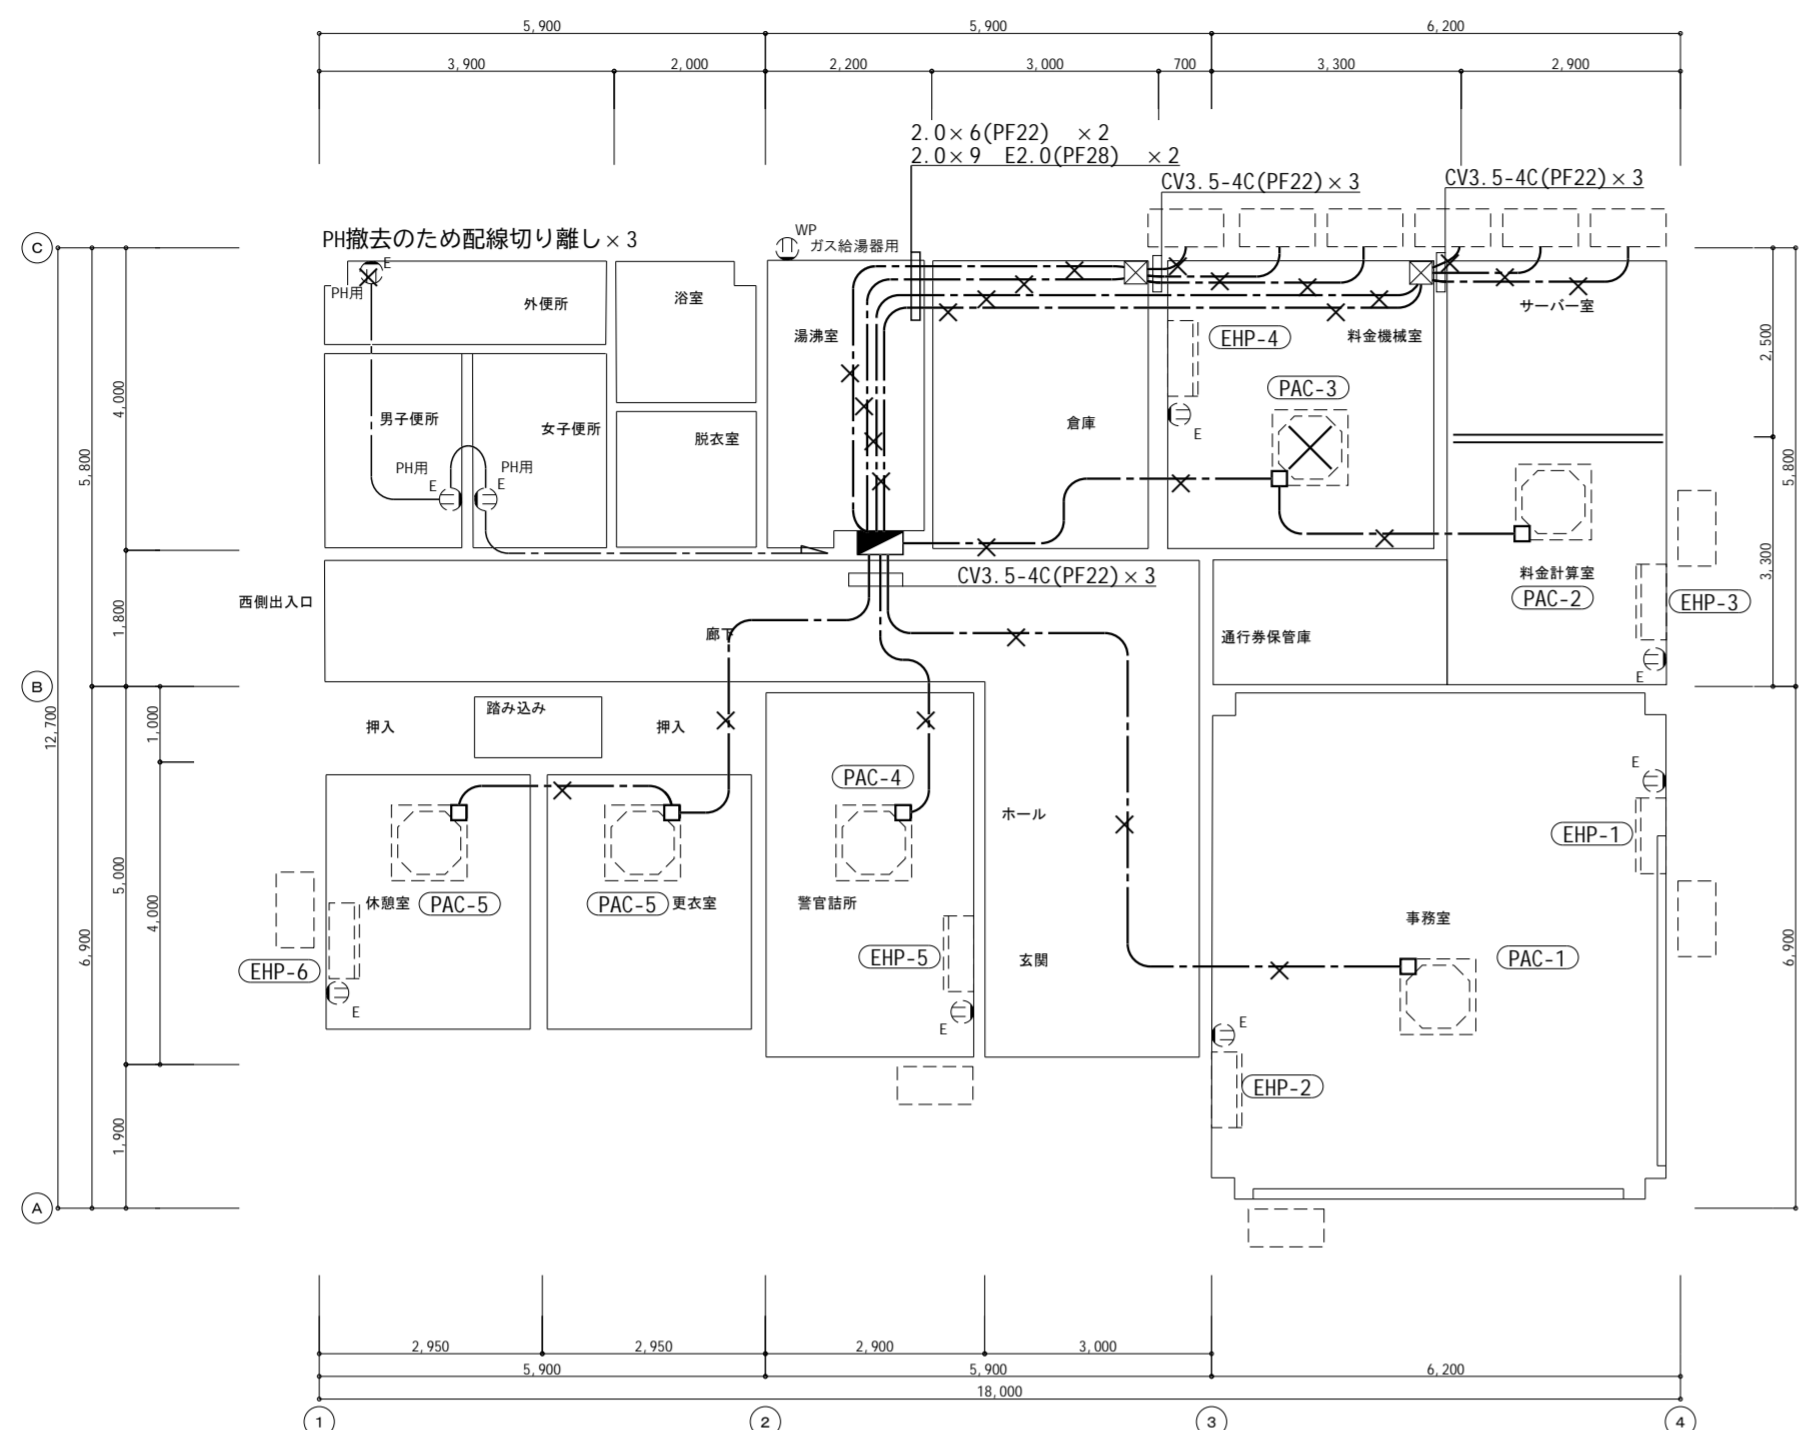 5,900 5,900 6,200
3,900 2,000 2,200 3,000 700 3,300 2,900
2.0×6(PF22) ×2
2.0×9 E2.0(PF28) ×2
CV3.5-4C(PF22)×3
CV3.5-4C(PF22)×3
PH撤去のため配線切り離し×3
WP
ガス給湯器用
C
E
PH用
外便所
浴室
湯沸室
EHP-4
料金機械室
サーバー室
2,500
4,000
PAC-3
男子便所
女子便所
脱衣室
倉庫
E
5,800
PH用
PH用
E
E
5,800
3,300
CV3.5-4C(PF22)×3
料金計算室
PAC-2
EHP-3
西側出入口
1,800
廊下
通行券保管庫
E
B
12,700
1,000
踏み込み
押入
押入
E
PAC-4
ホール
EHP-1
5,000
4,000
休憩室
PAC-5
PAC-5
更衣室
警官詰所
事務室
6,900
EHP-6
EHP-5
玄関
PAC-1
6,900
E
E
E
EHP-2
1,900
A
2,950 2,950 2,900 3,000
5,900 5,900 6,200
18,000
1 2 3 4